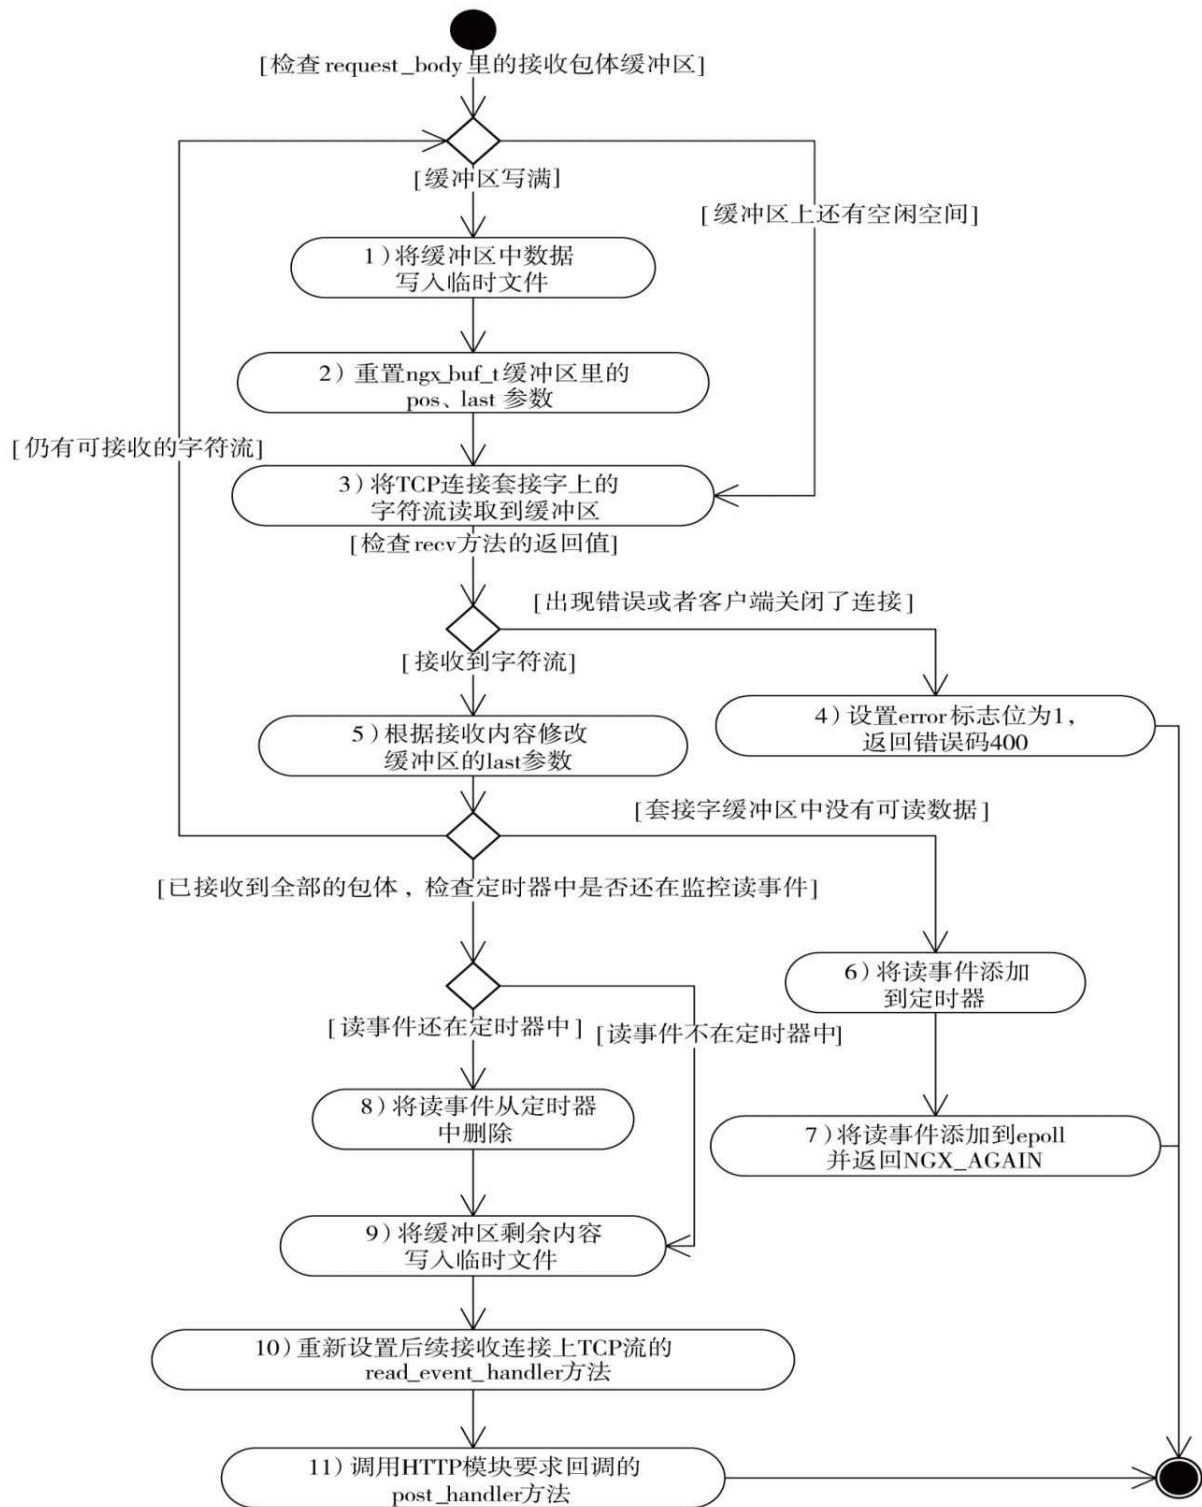 [检查request_body里的接收包体缓冲区]
[缓冲区写满]
[缓冲区上还有空闲空间]
1)将缓冲区中数据
写入临时文件
2)重置ngx_buf_t缓冲区里的
pos、last 参数
[仍有可接收的字符流]
3)将TCP连接套接字上的
字符流读取到缓冲区
[检查recv方法的返回值]
[出现错误或者客户端关闭了连接]
[接收到字符流]
4)设置error标志位为1,
返回错误码400
5)根据接收内容修改
缓冲区的last参数
[套接字缓冲区中没有可读数据]
[已接收到全部的包体,检查定时器中是否还在监控读事件]
6)将读事件添加
到定时器
[读事件还在定时器中]
[读事件不在定时器中]
8)将读事件从定时器
中删除
7)将读事件添加到epoll
并返回NGX_AGAIN
9)将缓冲区剩余内容
写入临时文件
10)重新设置后续接收连接上TCP流的
read_event_handler方法
11)调用HTTP模块要求回调的
post_handler方法